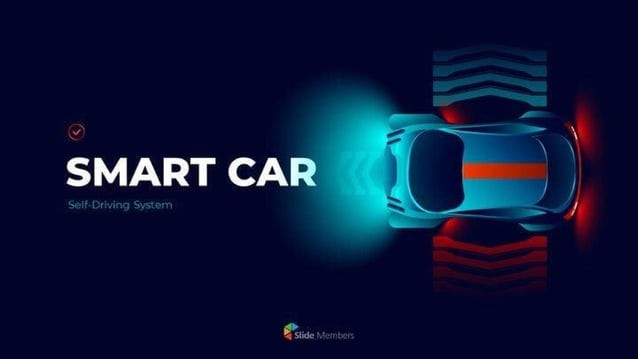 SMART CAR
Self-Driving System
Slide Members